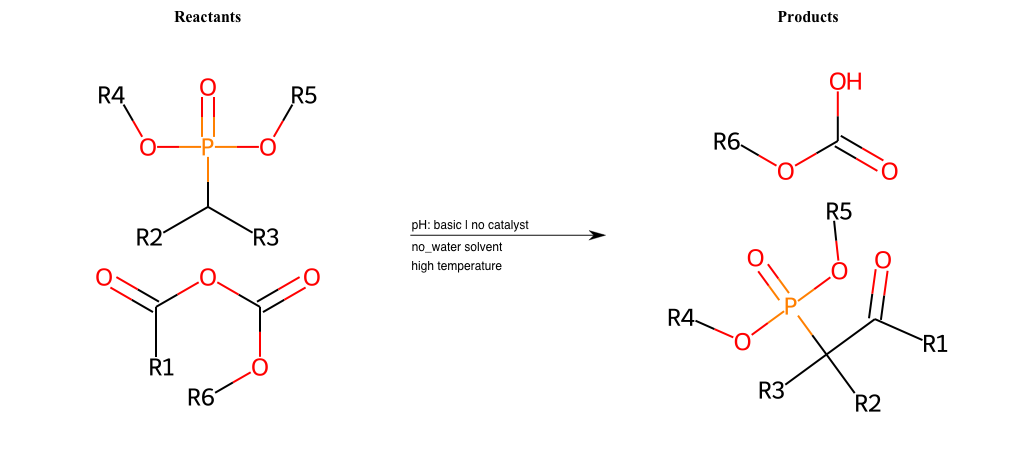 Reactants
Products
R4
O
R5
O
P
O
R2
R3
O
O
O
R1
O
R6
pH: basic | no catalyst
no_water solvent
high temperature
OH
R6
O
O
R5
O
O
O
P
R4
O
R1
R3
R2